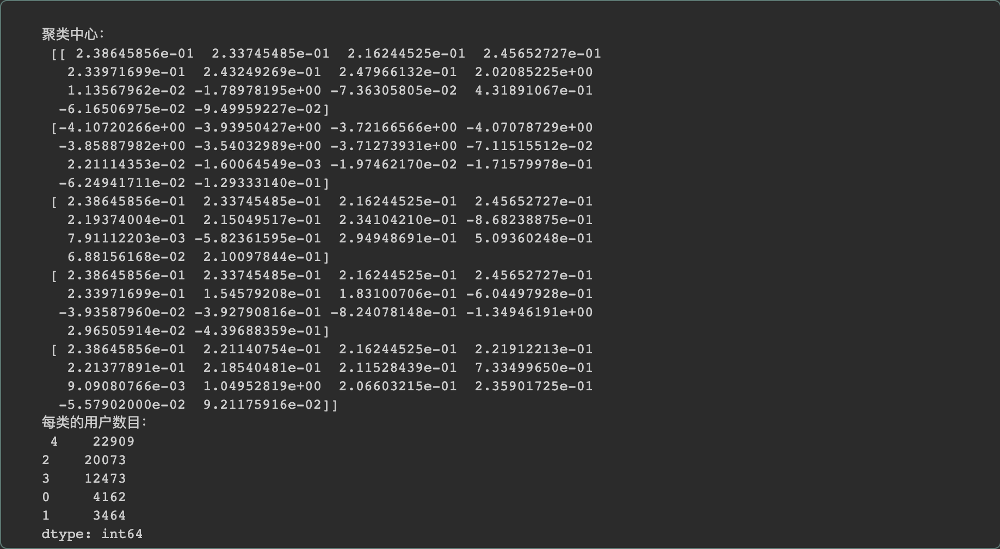 聚类中心：
[[ 2.38645856e-01  2.33745485e-01  2.16244525e-01  2.45652727e-01
2.33971699e-01  2.43249269e-01  2.47966132e-01  2.02085225e+00
1.13567962e-02 -1.78978195e+00 -7.36305805e-02  4.31891067e-01
-6.16506975e-02 -9.49959227e-02]
[-4.10720266e+00 -3.93950427e+00 -3.72166566e+00 -4.07078729e+00
-3.85887982e+00 -3.54032989e+00 -3.71273931e+00 -7.11515512e-02
2.21114353e-02 -1.60064549e-03 -1.97462170e-02 -1.71579978e-01
-6.24941711e-02 -1.29333140e-01]
[ 2.38645856e-01  2.33745485e-01  2.16244525e-01  2.45652727e-01
2.19374004e-01  2.15049517e-01  2.34104210e-01 -8.68238875e-01
7.91112203e-03 -5.82361595e-01  2.94948691e-01  5.09360248e-01
6.88156168e-02  2.10097844e-01]
[ 2.38645856e-01  2.33745485e-01  2.16244525e-01  2.45652727e-01
2.33971699e-01  1.54579208e-01  1.83100706e-01 -6.04497928e-01
-3.93587960e-02 -3.92790816e-01 -8.24078148e-01 -1.34946191e+00
2.96505914e-02 -4.39688359e-01]
[ 2.38645856e-01  2.21140754e-01  2.16244525e-01  2.21912213e-01
2.21377891e-01  2.18540481e-01  2.11528439e-01  7.33499650e-01
9.09080766e-03  1.04952819e+00  2.06603215e-01  2.35901725e-01
-5.57902000e-02  9.21175916e-02]]
每类的用户数目：
4    22909
2    20073
3    12473
0     4162
1     3464
dtype: int64